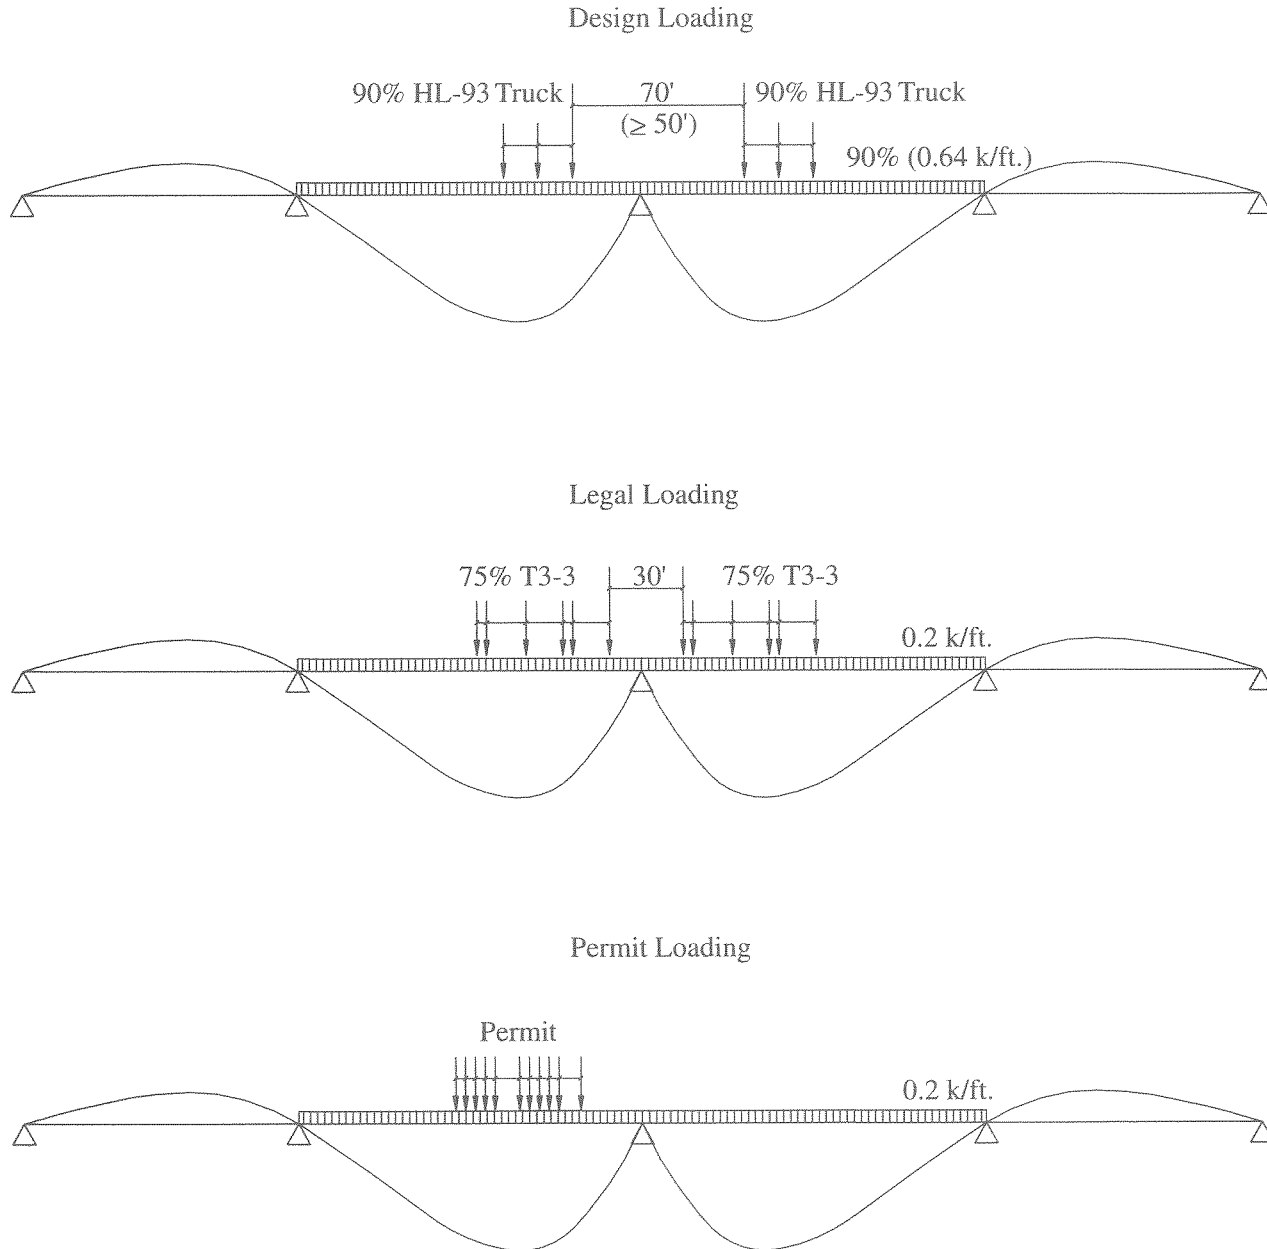 Design Loading
90% HL-93 Truck
70'
(≥ 50')
90% HL-93 Truck
90% (0.64 k/ft.)
Legal Loading
75% T3-3
30'
75% T3-3
0.2 k/ft.
Permit Loading
Permit
0.2 k/ft.